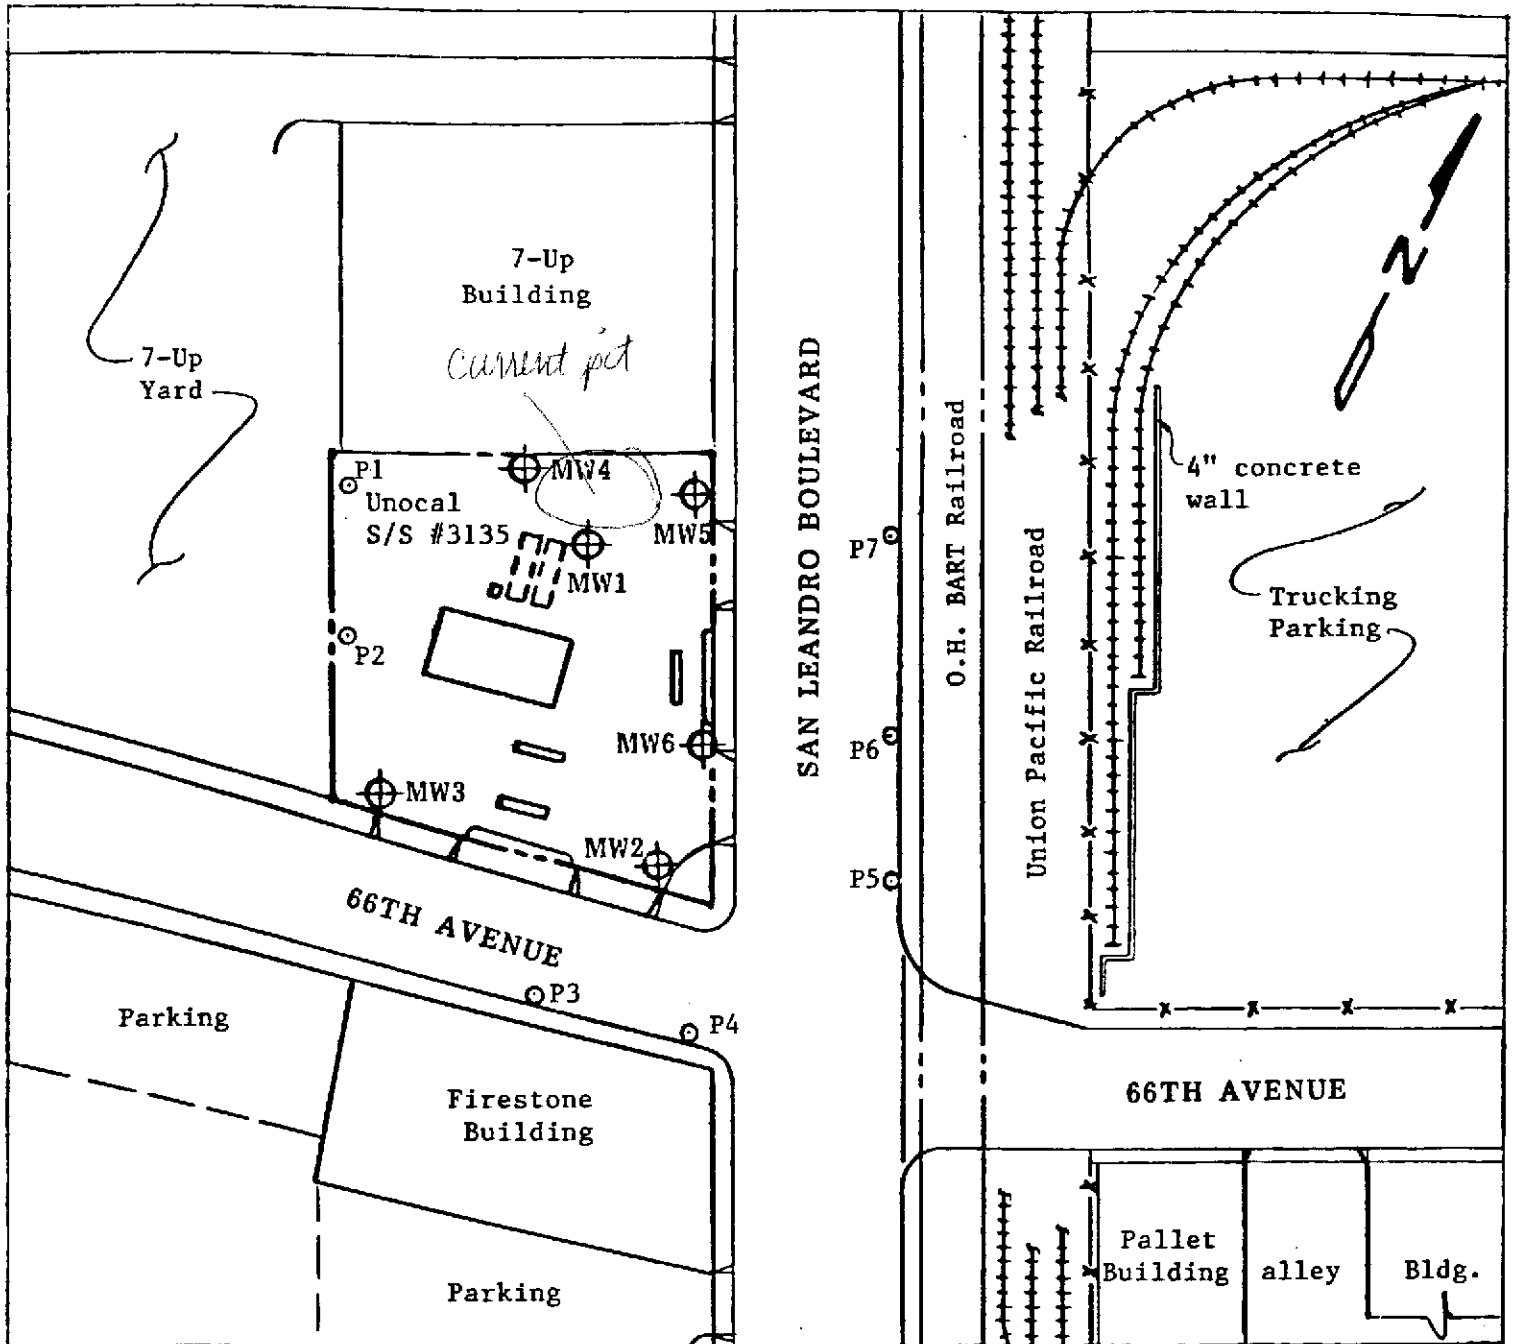 7-Up
Building
Current pit
7-Up
Yard
P1
MW4
Unocal
S/S #3135
MW5
MW1
P2
MW6
MW3
MW2
SAN LEANDRO BOULEVARD
P7
P6
P5
O.H. BART Railroad
Union Pacific Railroad
N
4" concrete
wall
Trucking
Parking
66TH AVENUE
P3
P4
Parking
Firestone
Building
Parking
66TH AVENUE
Pallet
Building
alley
Bldg.